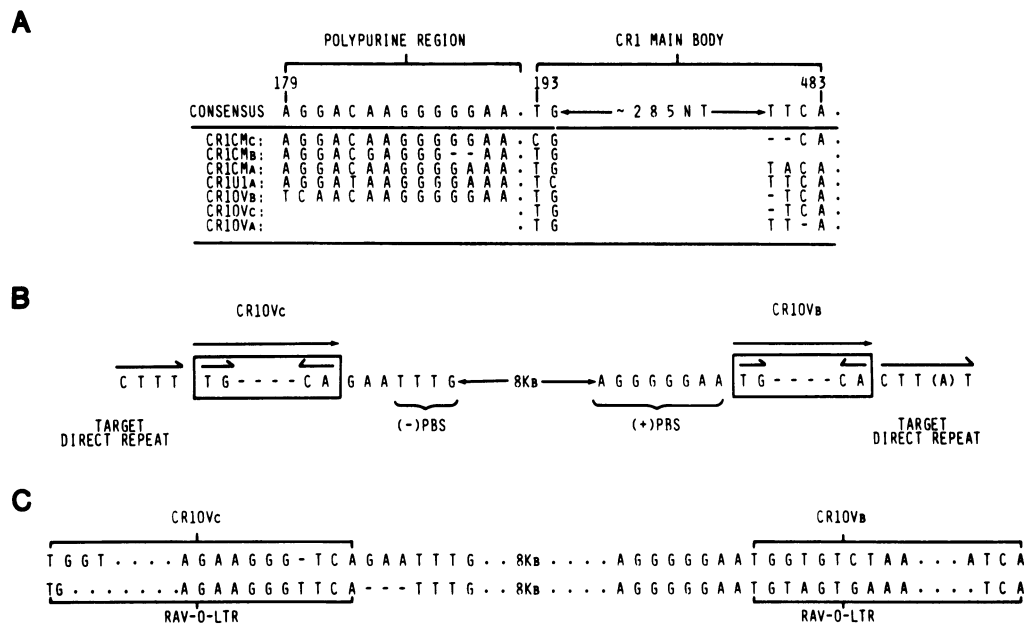 A
POLYPURINE REGION CR1 MAIN BODY
179 193 483
CONSENSUS A G G A C A A G G G G G A A . T G ~ 2 8 5 N T T T C A .
CR1CMC: A G G A C A A G G G G G A A . C G - - C A .
CR1CMB: A G G A C G A G G G - - A A . T G .
CR1CMA: A G G A C A A G G G G A A A . T G T A C A .
CR1U1A: A G G A T A A G G G G A A A . T C T T C A .
CR1OVB: T C A A C A A G G G G G A A . T G - T C A .
CR1OVC: . T G - T C A .
CR1OVA: . T G T T - A .
B
CR1OVC CR1OVB
C T T T T G - - - - C A G A A T T T G 8KB A G G G G G A A T G - - - - C A C T T (A) T
(-)PBS (+)PBS
TARGET DIRECT REPEAT TARGET DIRECT REPEAT
C
CR1OVC CR1OVB
T G G T . . . . A G A A G G G - T C A G A A T T T G . . 8KB . . . . A G G G G G A A T G G T G T C T A A . . . A T C A
T G . . . . . . . A G A A G G G T T C A - - - T T T G . . 8KB . . . . A G G G G G A A T G T A G T G A A A . . . . T C A
RAV-O-LTR RAV-O-LTR